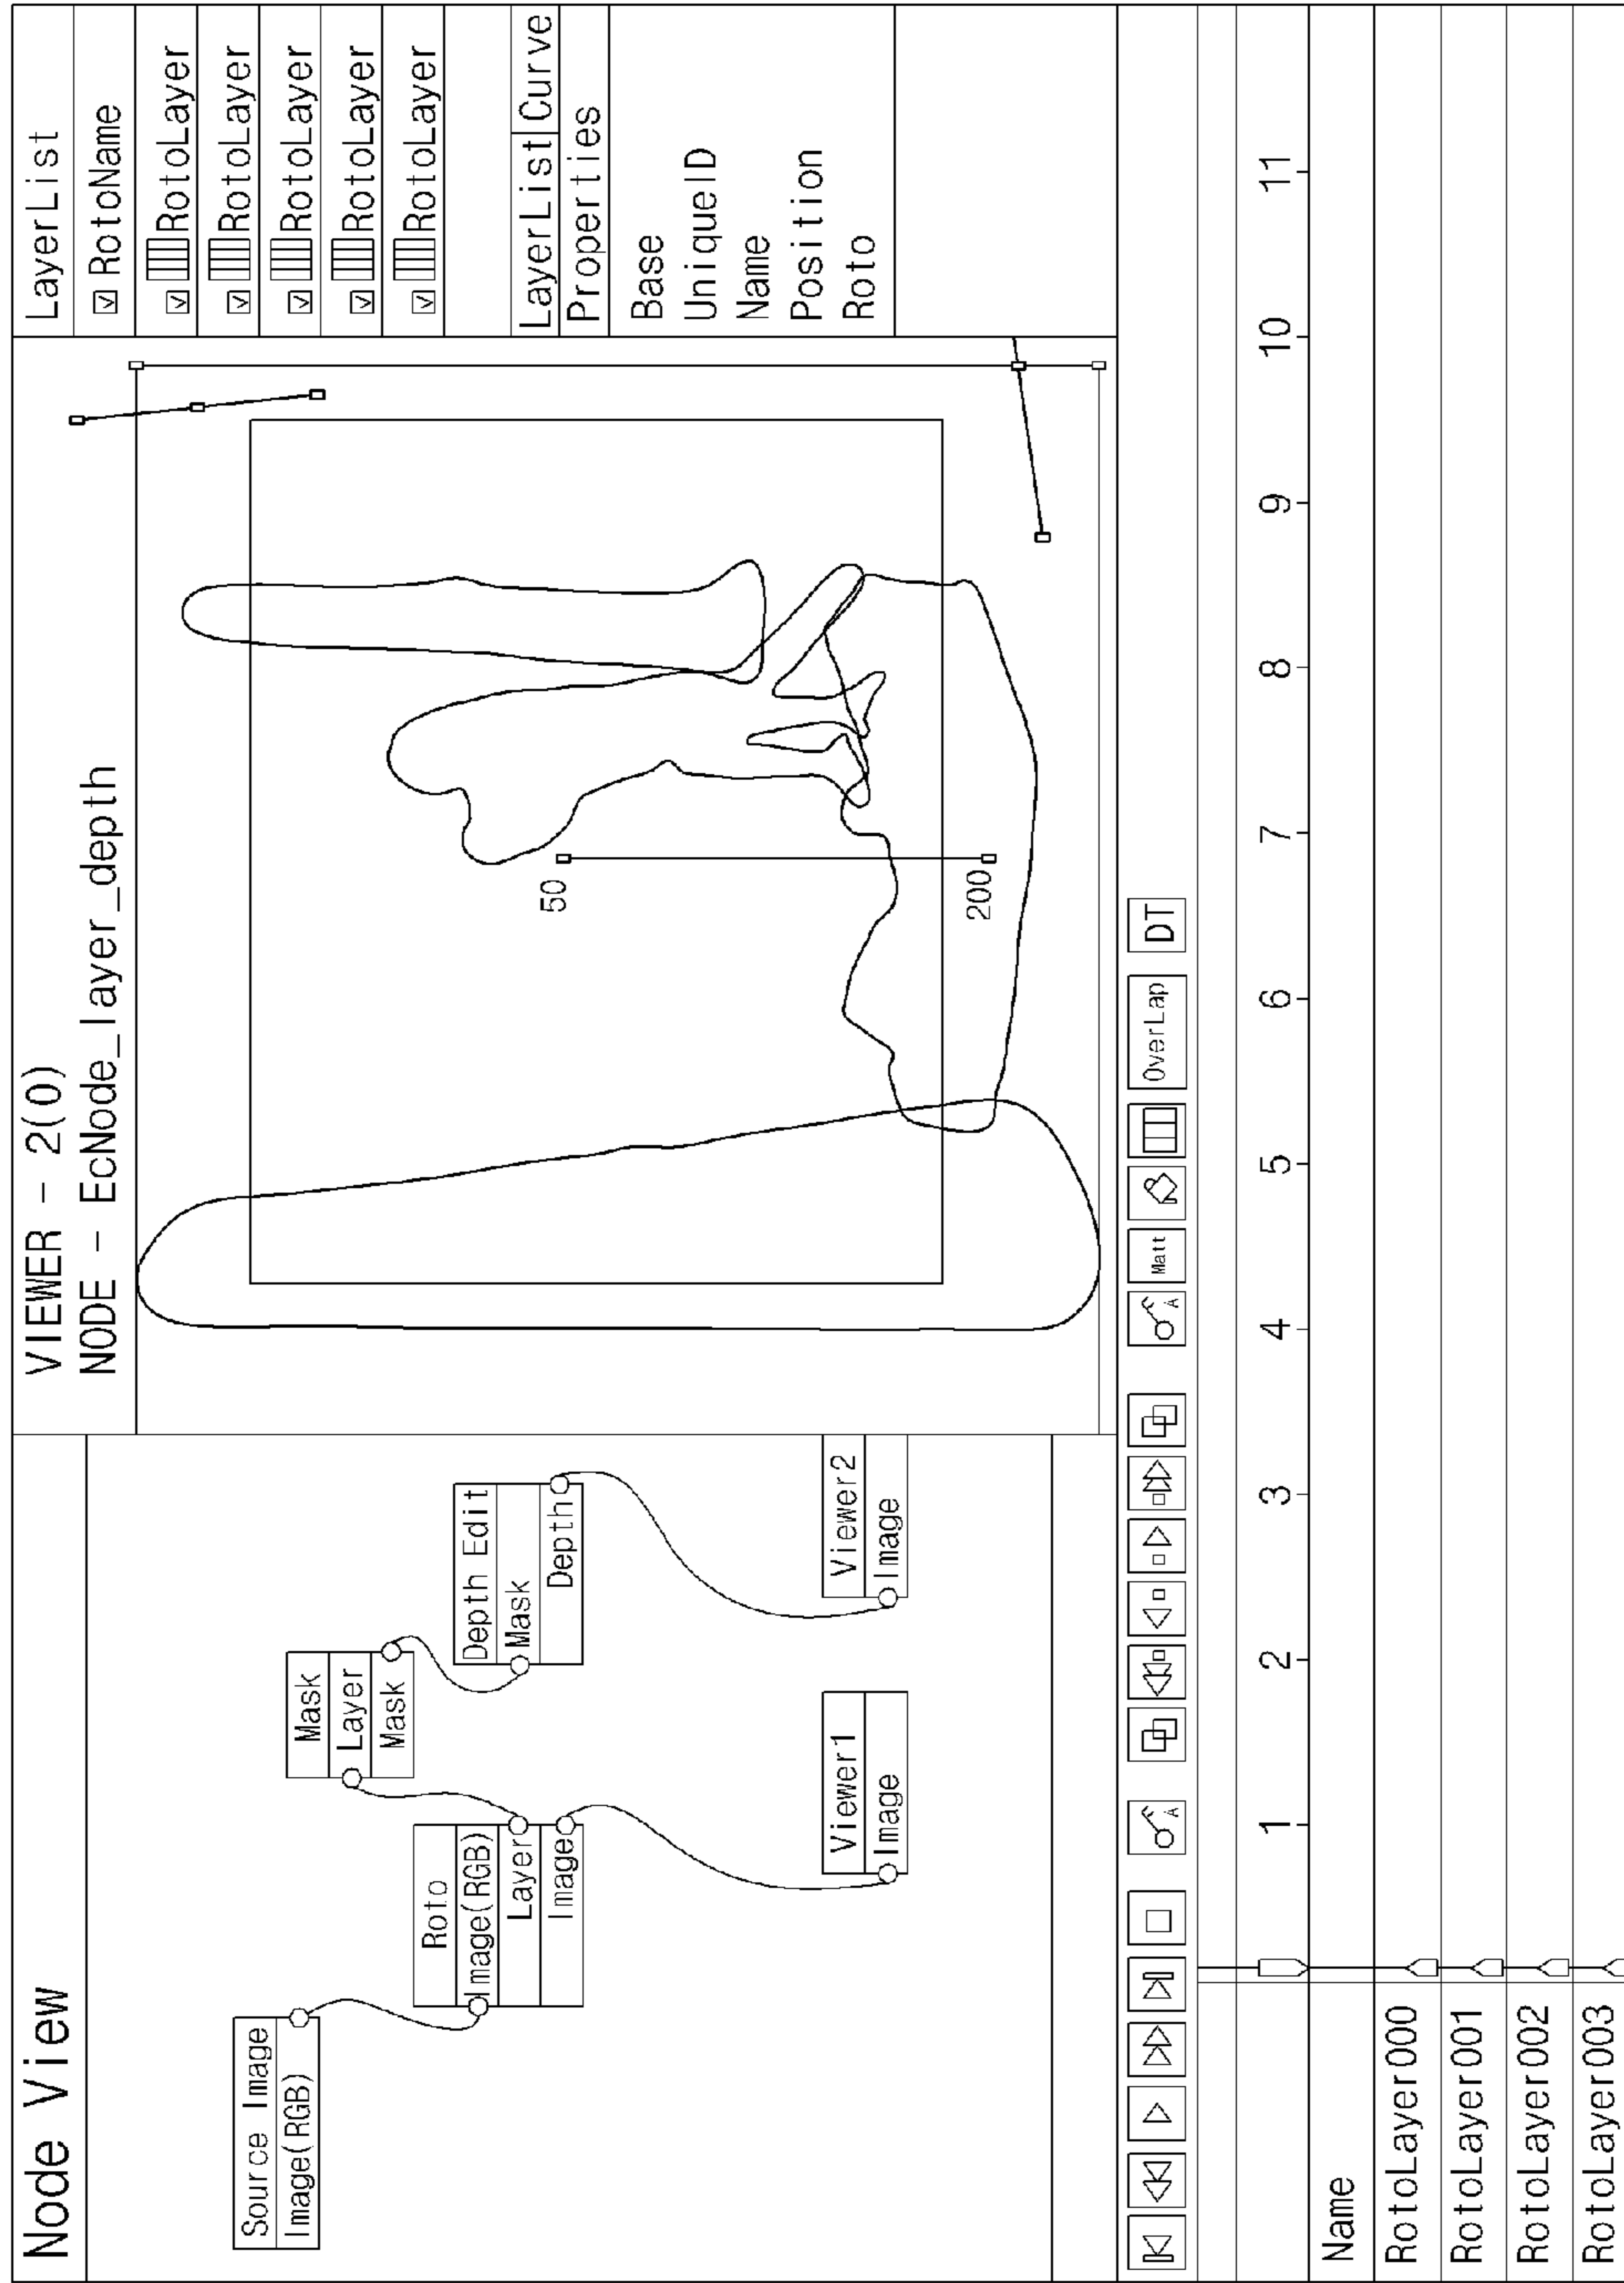 Node View
Source Image
Image(RGB)
Roto
Image(RGB)
Layer
Image
Mask
Layer
Mask
Depth Edit
Mask
Depth
Viewer1
Image
Viewer2
Image
VIEWER - 2(0)
NODE - EcNode_layer_depth
50
200
LayerList
RotoName
RotoLayer
RotoLayer
RotoLayer
RotoLayer
RotoLayer
LayerList Curve
Properties
Base
UniqueID
Name
Position
Roto
A
A
Matt
OverLap
DT
1 2 3 4 5 6 7 8 9 10 11
Name
RotoLayer000
RotoLayer001
RotoLayer002
RotoLayer003